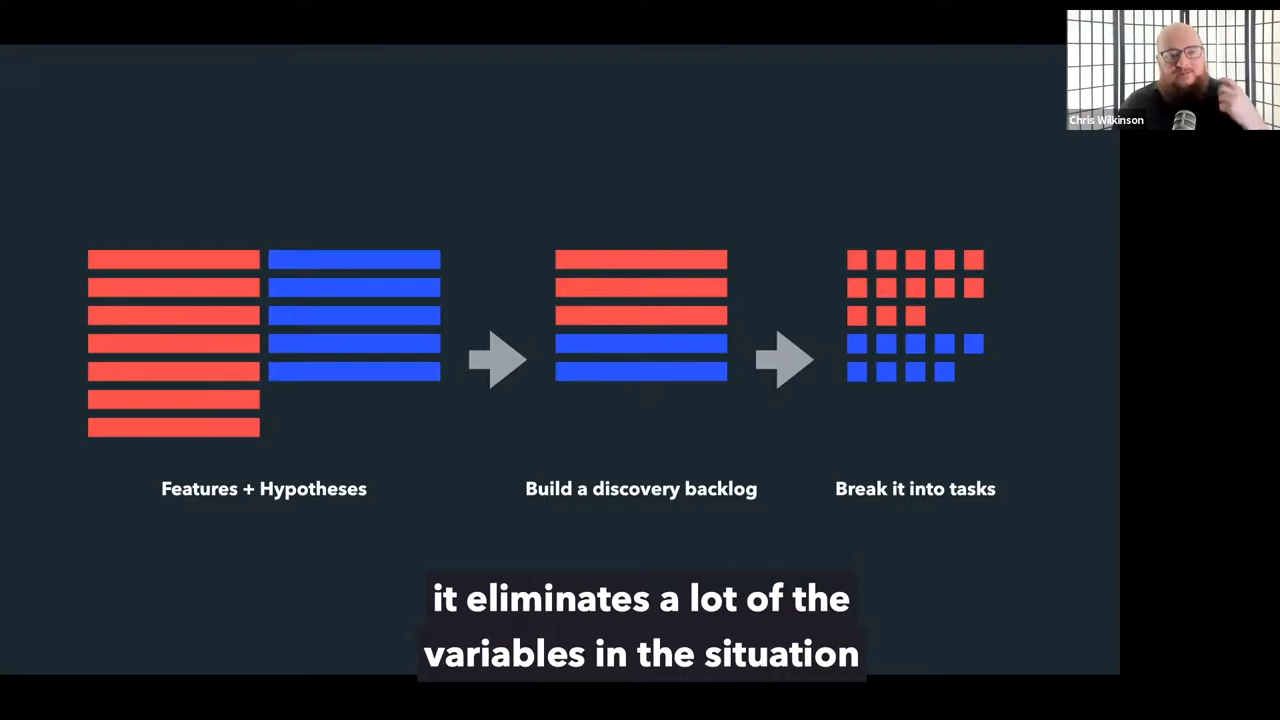 Chris Wilkinson
Features + Hypotheses
Build a discovery backlog
Break it into tasks
it eliminates a lot of the
variables in the situation